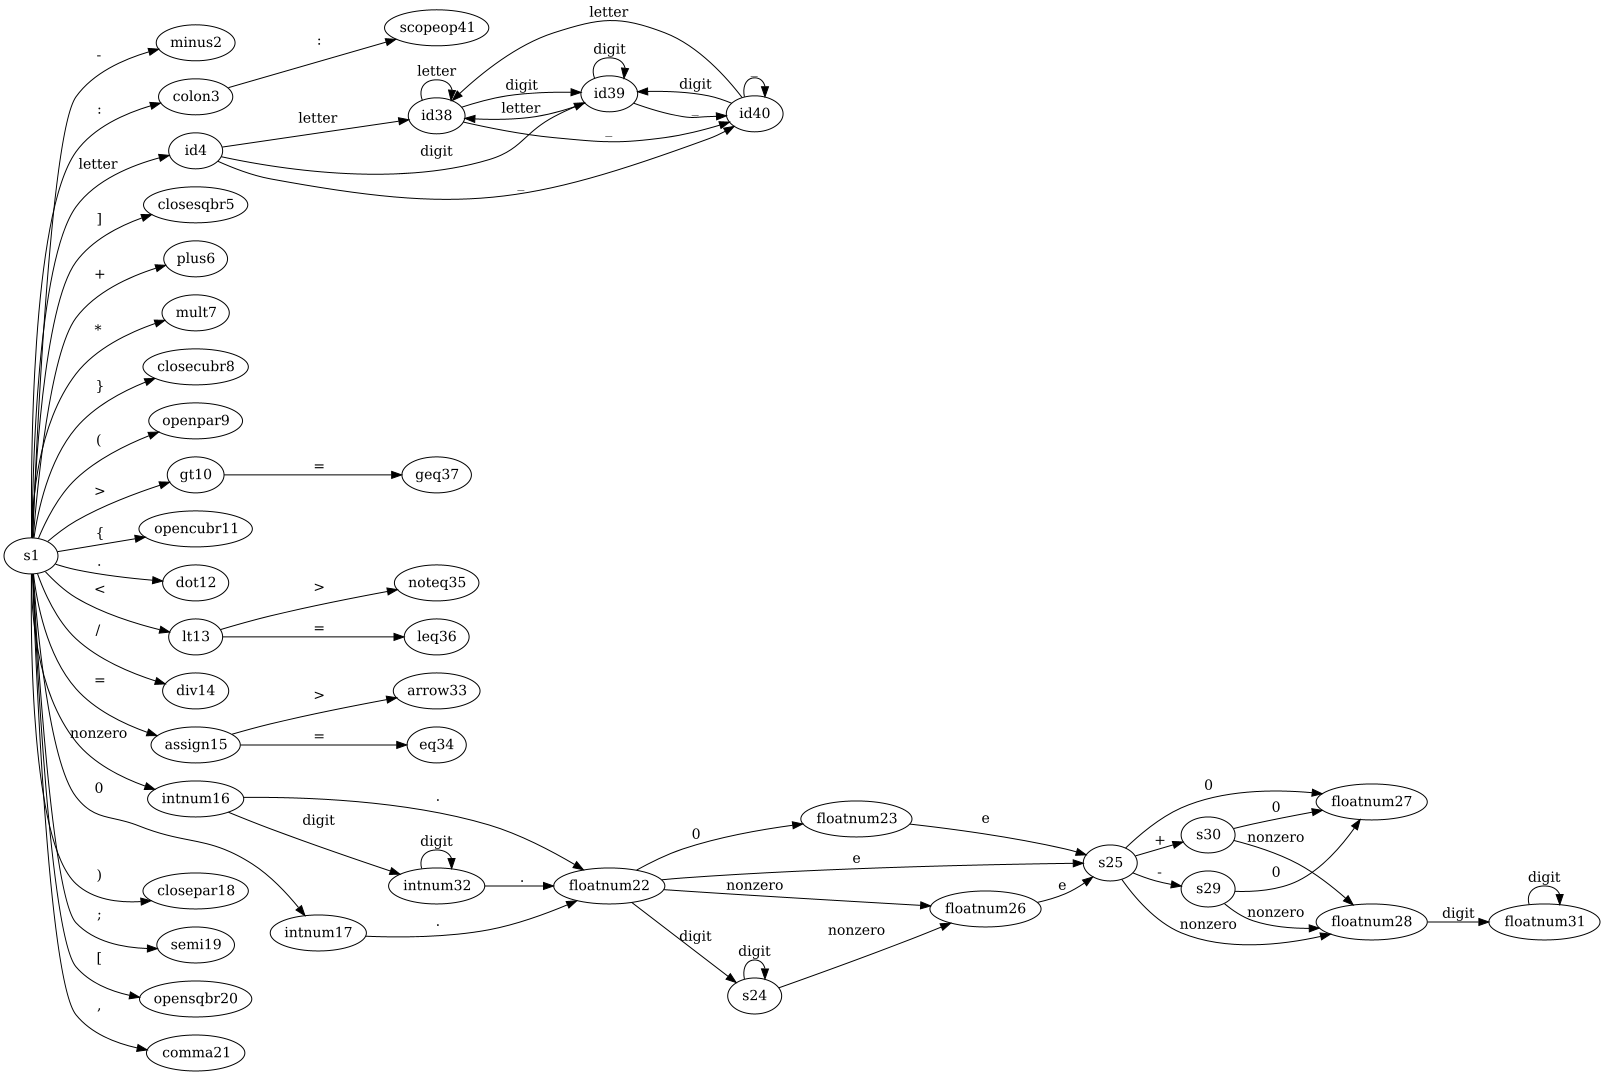 letter
scopeop41
-
minus2
:
digit
letter
colon3
:
digit
id39
digit
_
id38
letter
_
id40
letter
id4
letter
digit
_
_
]
closesqbr5
+
plus6
*
mult7
}
closecubr8
(
openpar9
>
gt10
=
geq37
{
opencubr11
s1
.
dot12
<
>
noteq35
/
lt13
=
leq36
=
div14
>
arrow33
nonzero
assign15
=
eq34
0
intnum16
.
digit
digit
intnum32
.
floatnum22
0
floatnum23
e
e
nonzero
floatnum26
e
s25
0
+
s30
0
floatnum27
nonzero
-
s29
0
nonzero
nonzero
floatnum28
digit
digit
floatnum31
)
closepar18
intnum17
.
digit
digit
s24
nonzero
;
semi19
[
opensqbr20
,
comma21